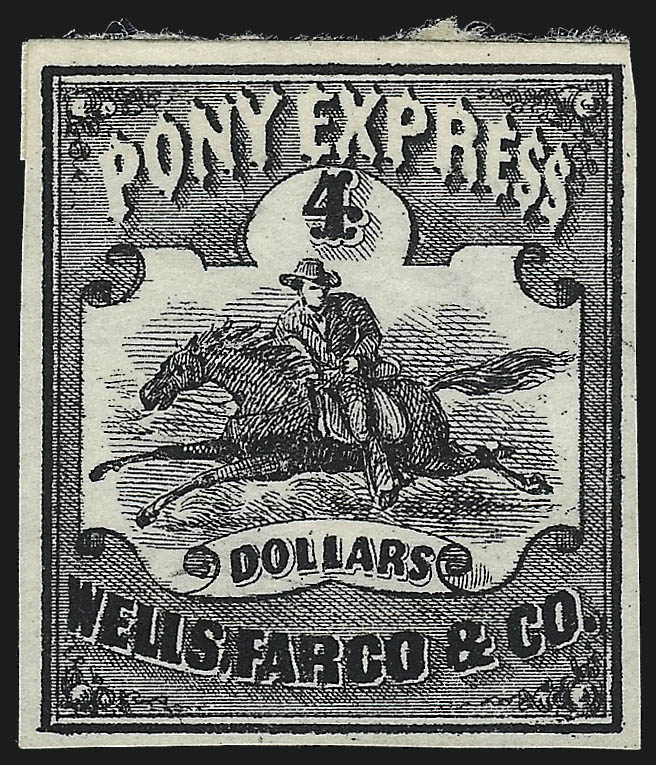 PONY EXPRESS
4
DOLLARS
WELLS, FARGO & CO.